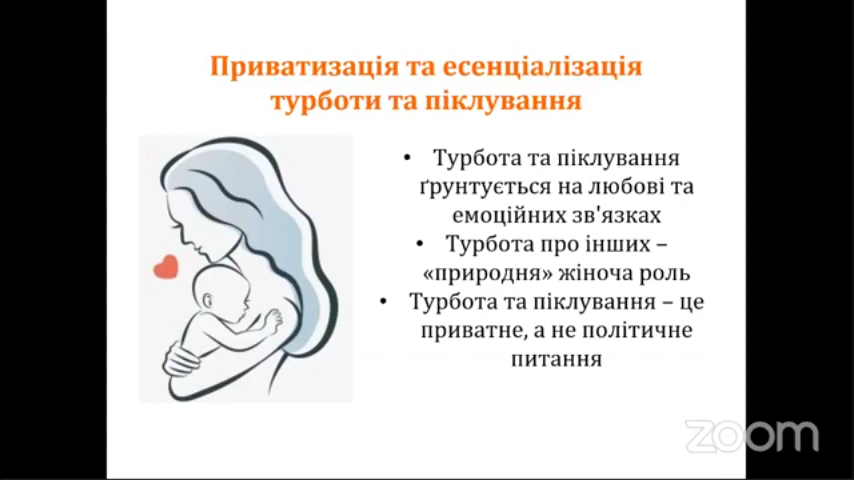 Приватизація та есенціалізація
турботи та піклування
• Турбота та піклування
ґрунтується на любові та
емоційних зв'язках
• Турбота про інших –
«природня» жіноча роль
• Турбота та піклування – це
приватне, а не політичне
питання
zoom